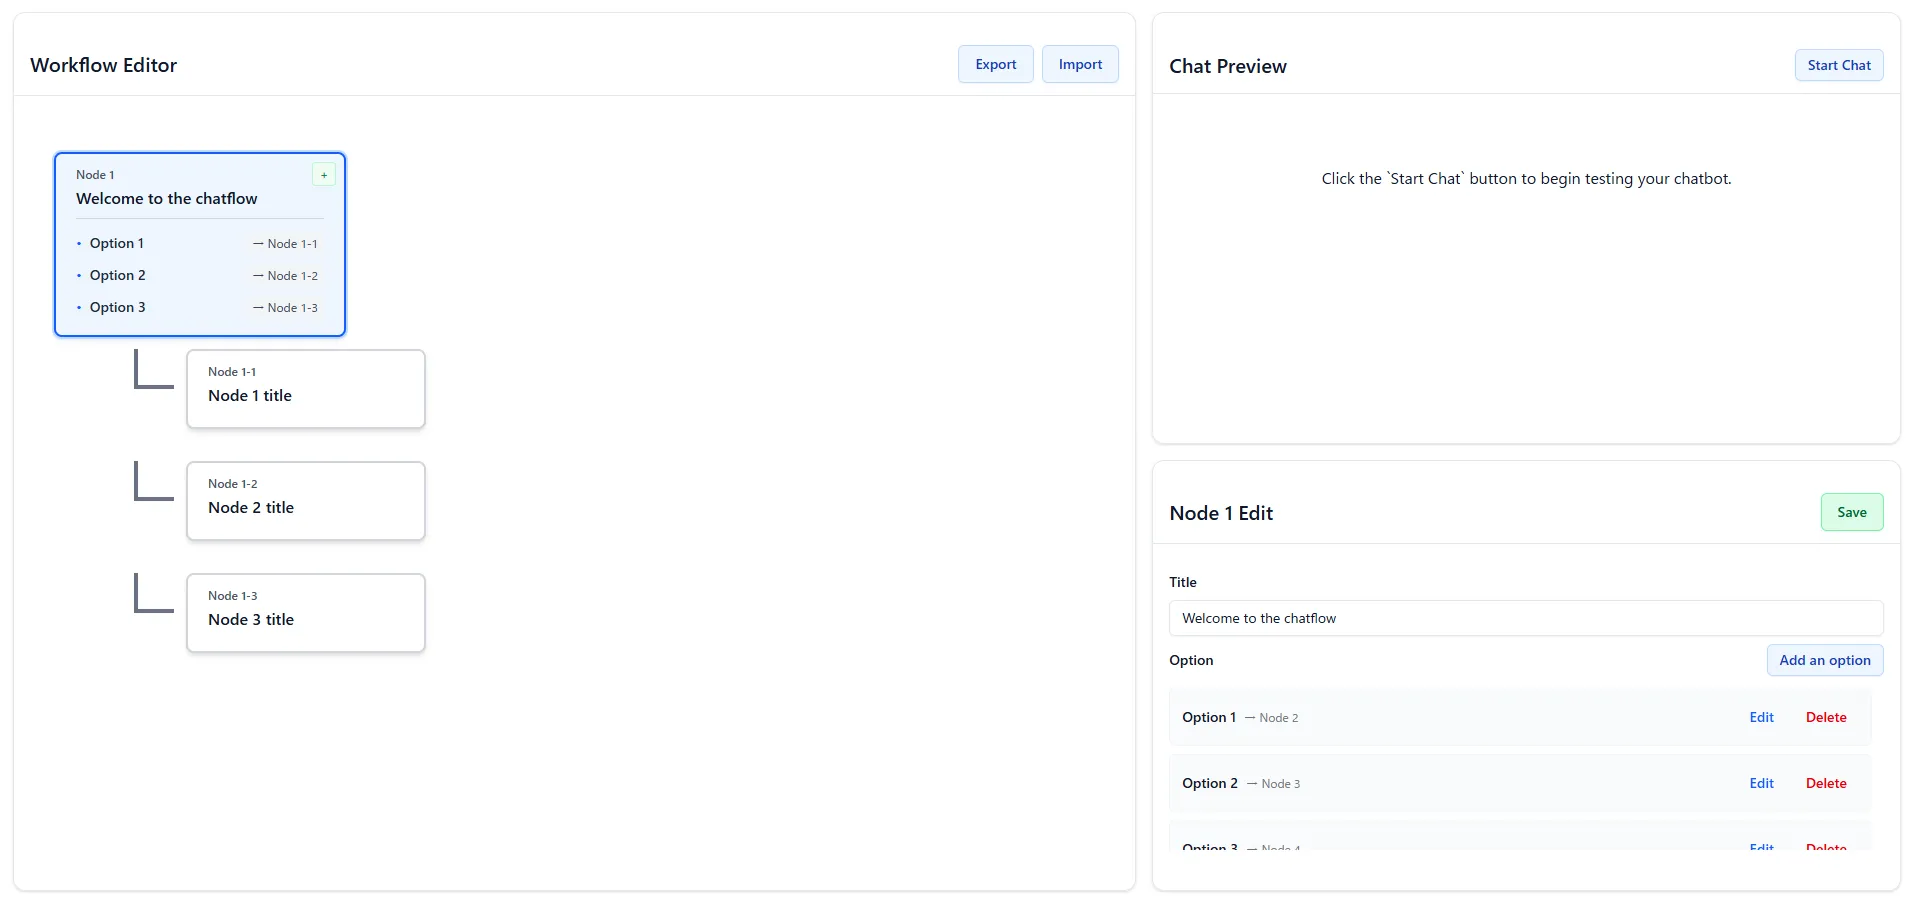 Workflow Editor
Export
Import
Node 1
+
Welcome to the chatflow
• Option 1 → Node 1-1
• Option 2 → Node 1-2
• Option 3 → Node 1-3
Node 1-1
Node 1 title
Node 1-2
Node 2 title
Node 1-3
Node 3 title
Chat Preview
Start Chat
Click the `Start Chat` button to begin testing your chatbot.
Node 1 Edit
Save
Title
Welcome to the chatflow
Option
Add an option
Option 1 → Node 2 Edit Delete
Option 2 → Node 3 Edit Delete
Option 3 → Node 4 Edit Delete